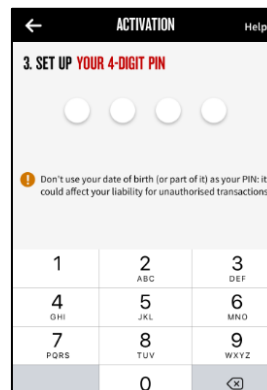 ACTIVATION
Help
3. SET UP YOUR 4-DIGIT PIN
Don't use your date of birth (or part of it) as your PIN: it
could affect your liability for unauthorised transactions
1
2
ABC
3
DEF
4
GHI
5
JKL
6
MNO
7
PQRS
8
TUV
9
WXYZ
0